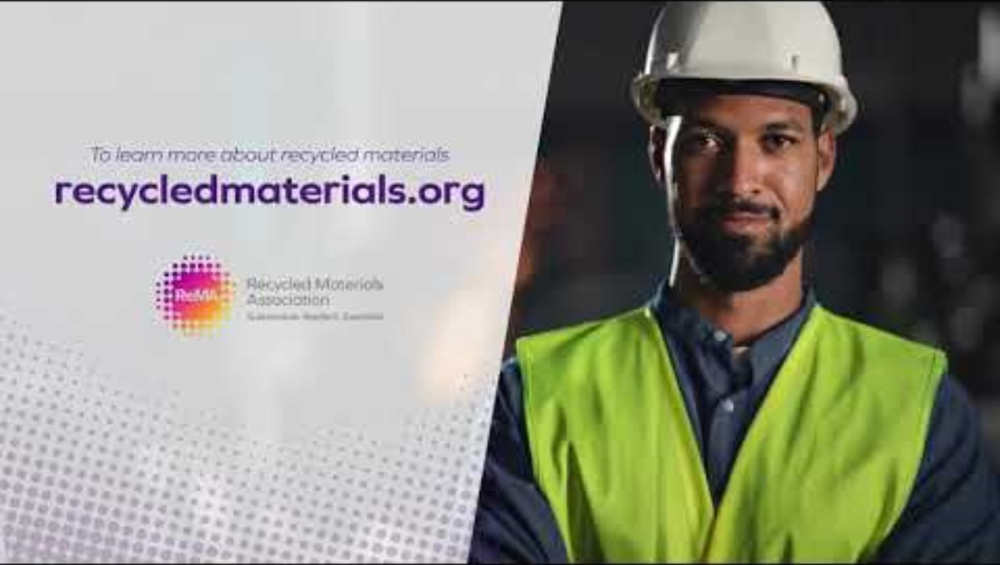 To learn more about recycled materials
recycledmaterials.org
ReMA
Recycled Materials
Association